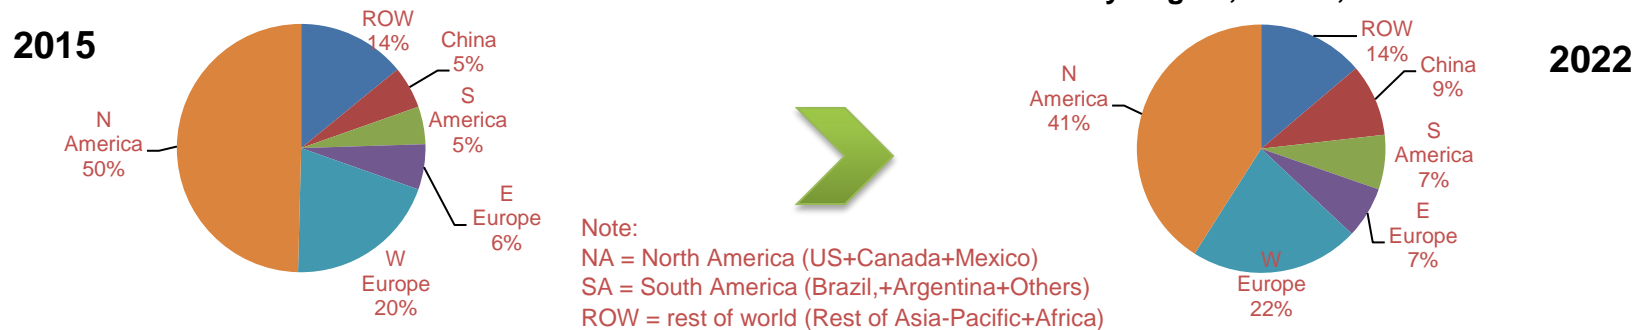 2015
ROW
14%
China
5%
S
America
5%
E
Europe
6%
W
Europe
20%
N
America
50%
Note:
NA = North America (US+Canada+Mexico)
SA = South America (Brazil,+Argentina+Others)
ROW = rest of world (Rest of Asia-Pacific+Africa)
2022
ROW
14%
China
9%
S
America
7%
E
Europe
7%
W
Europe
22%
N
America
41%